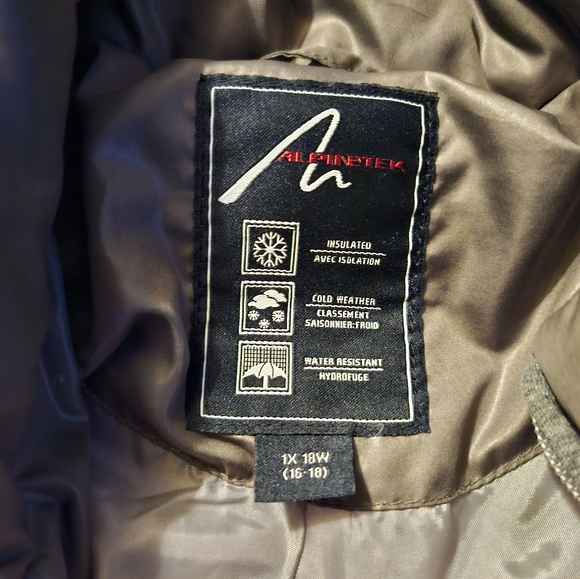 ALPINETEK
INSULATED
AVEC ISOLATION
COLD WEATHER
CLASSEMENT
SAISONNIER:FROID
WATER RESISTANT
HYDROFUGE
1X 18W
(16-18)